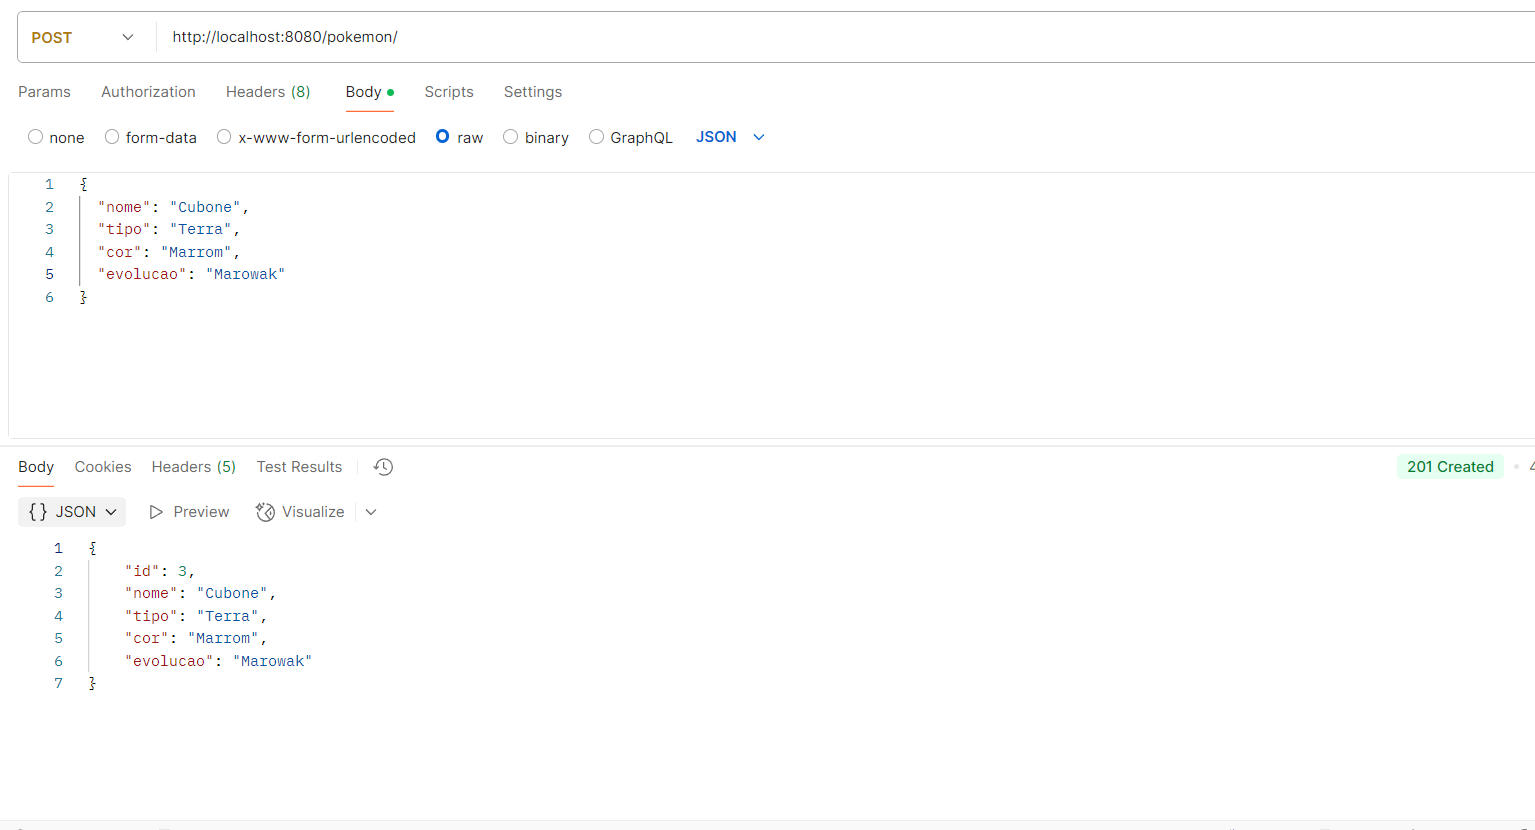 POST http://localhost:8080/pokemon/
Params Authorization Headers (8) Body Scripts Settings
none form-data x-www-form-urlencoded raw binary GraphQL JSON
1 {
2 "nome": "Cubone",
3 "tipo": "Terra",
4 "cor": "Marrom",
5 "evolucao": "Marowak"
6 }
Body Cookies Headers (5) Test Results 201 Created
{} JSON Preview Visualize
1 {
2 "id": 3,
3 "nome": "Cubone",
4 "tipo": "Terra",
5 "cor": "Marrom",
6 "evolucao": "Marowak"
7 }